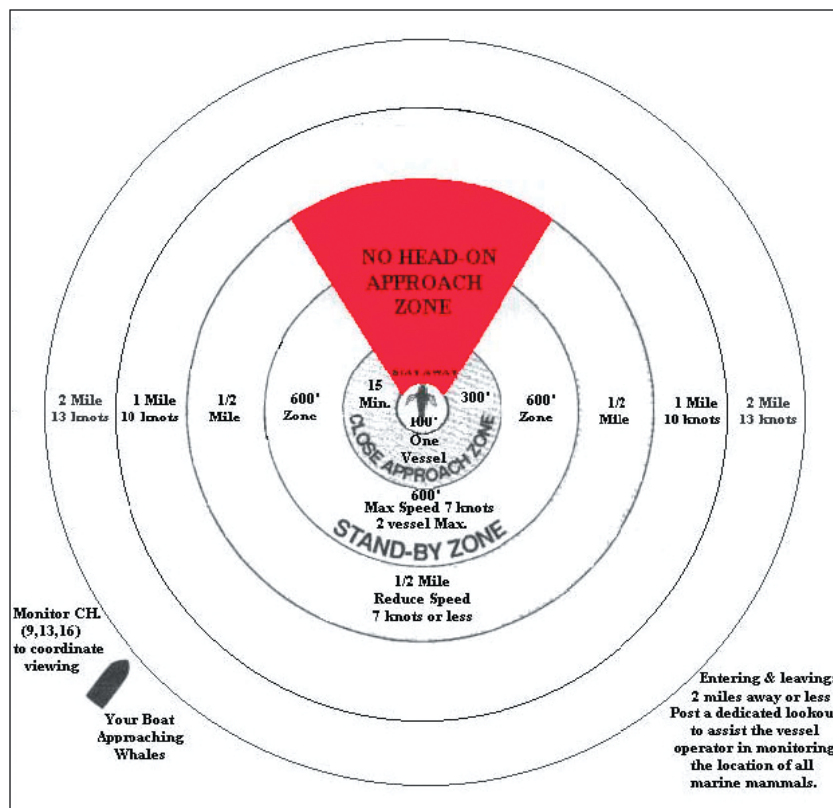 NO HEAD-ON
APPROACH
ZONE
STAY AWAY
2 Mile
13 knots
1 Mile
10 knots
1/2
Mile
600'
Zone
15
Min.
300'
600'
Zone
1/2
Mile
1 Mile
10 knots
2 Mile
13 knots
100'
One
Vessel
CLOSE APPROACH ZONE
600'
Max Speed 7 knots
2 vessel Max.
STAND-BY ZONE
1/2 Mile
Reduce Speed
7 knots or less
Monitor CH.
(9,13,16)
to coordinate
viewing
Your Boat
Approaching
Whales
Entering & leaving:
2 miles away or less
Post a dedicated lookou
to assist the vessel
operator in monitoring
the location of all
marine mammals.